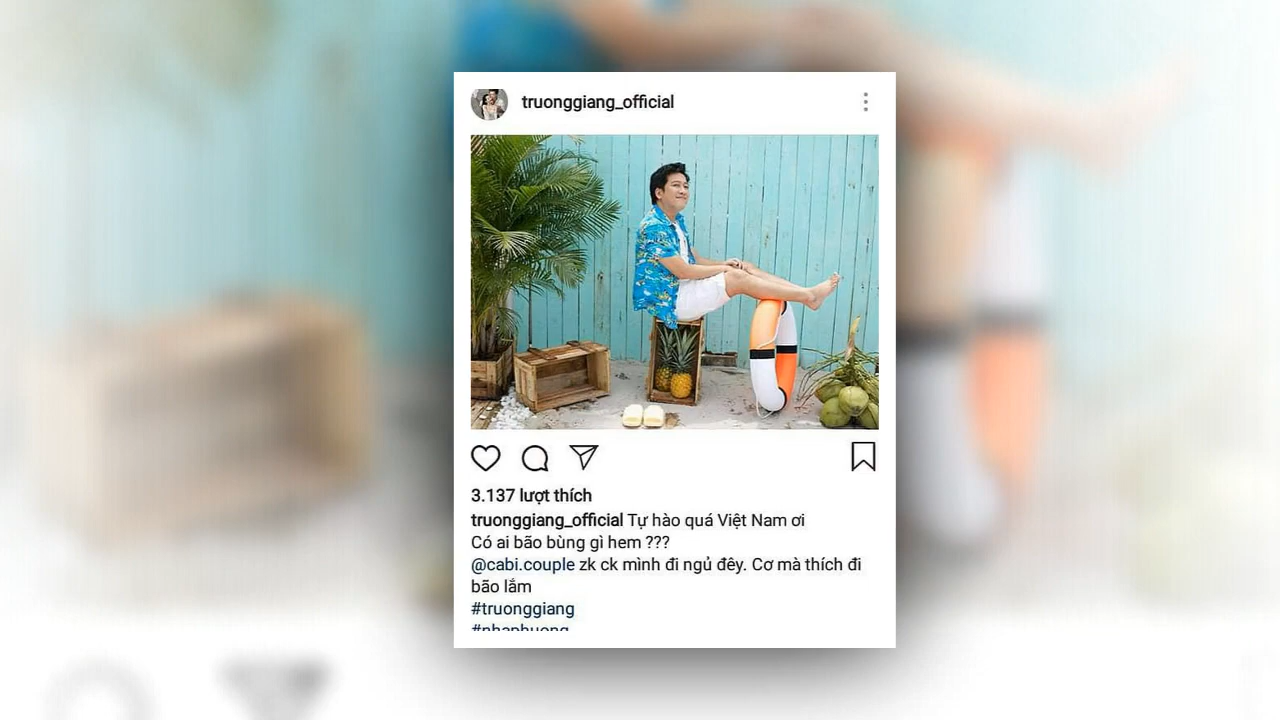 truonggiang_official
3.137 lượt thích
truonggiang_official Tự hào quá Việt Nam ơi
Có ai bão bùng gì hem ???
@cabi.couple zk ck mình đi ngủ đêy. Cơ mà thích đi
bão lắm
#truonggiang
#nhaphuong